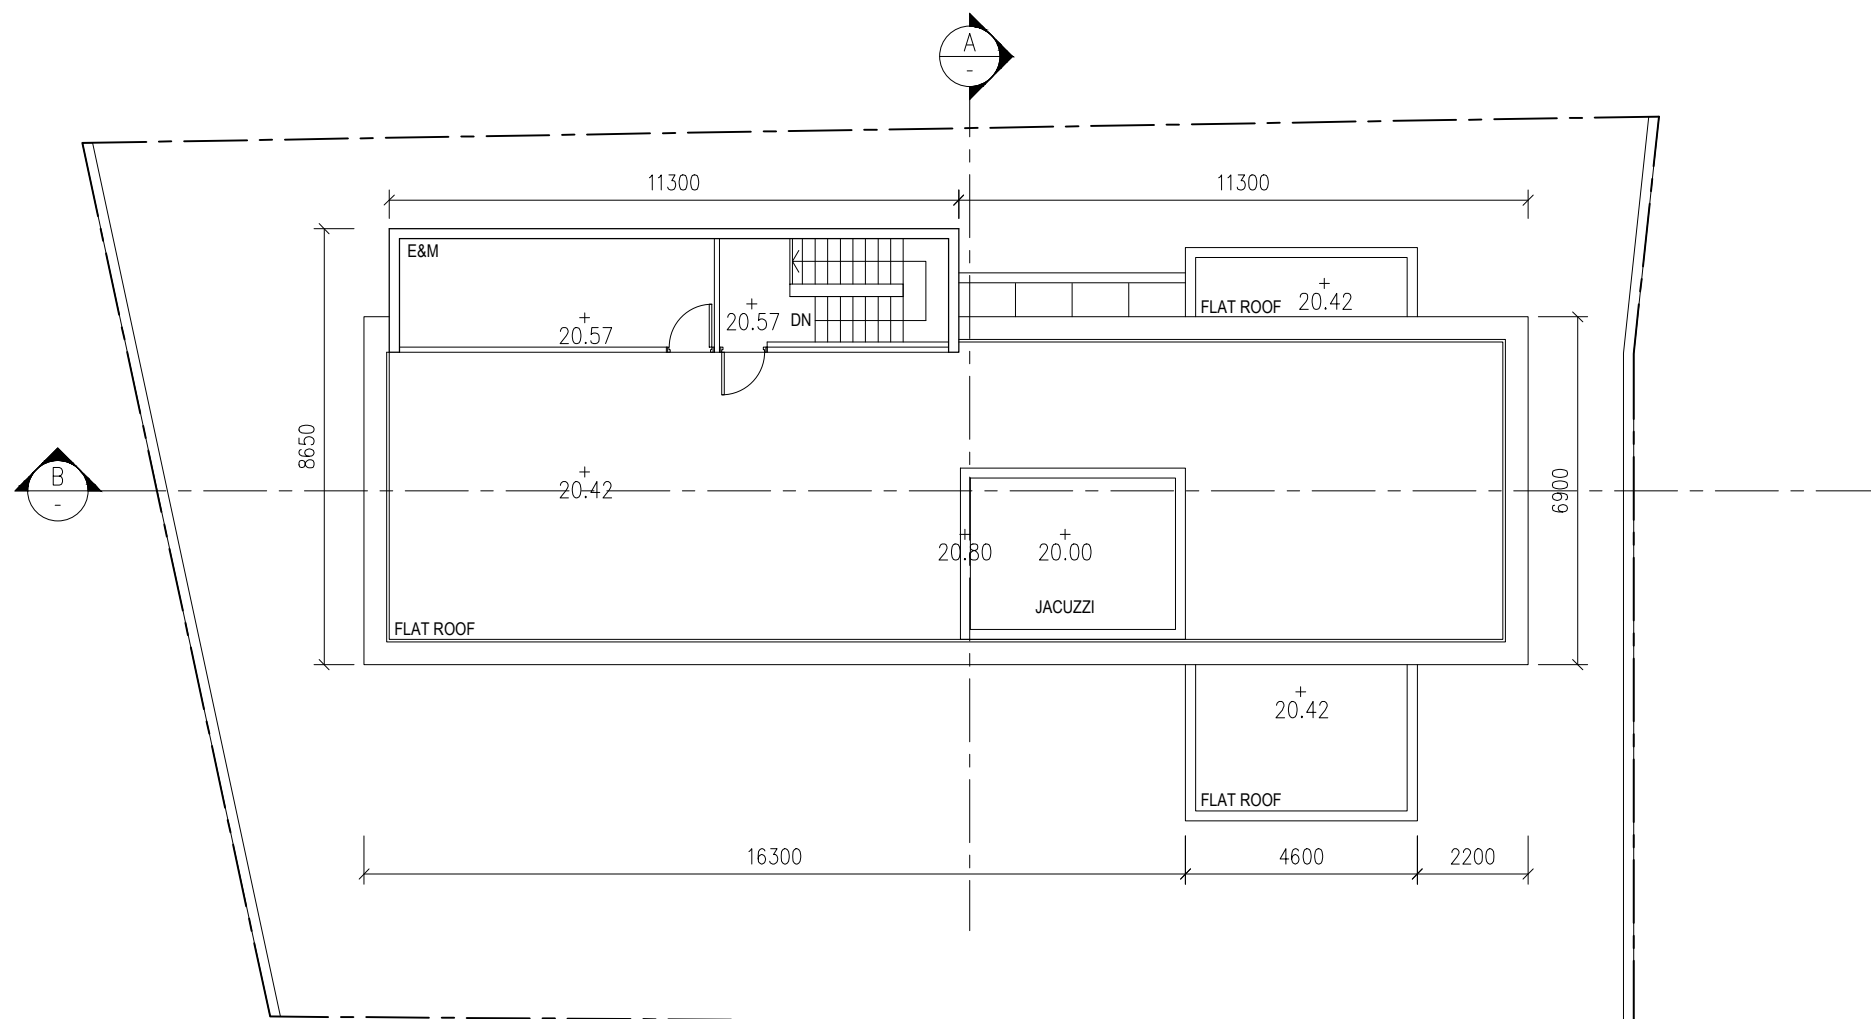 A
-
11300
11300
E&M
20.57
20.57
DN
FLAT ROOF
20.42
8650
6900
B
-
20.42
20.80
20.00
JACUZZI
FLAT ROOF
20.42
FLAT ROOF
16300
4600
2200